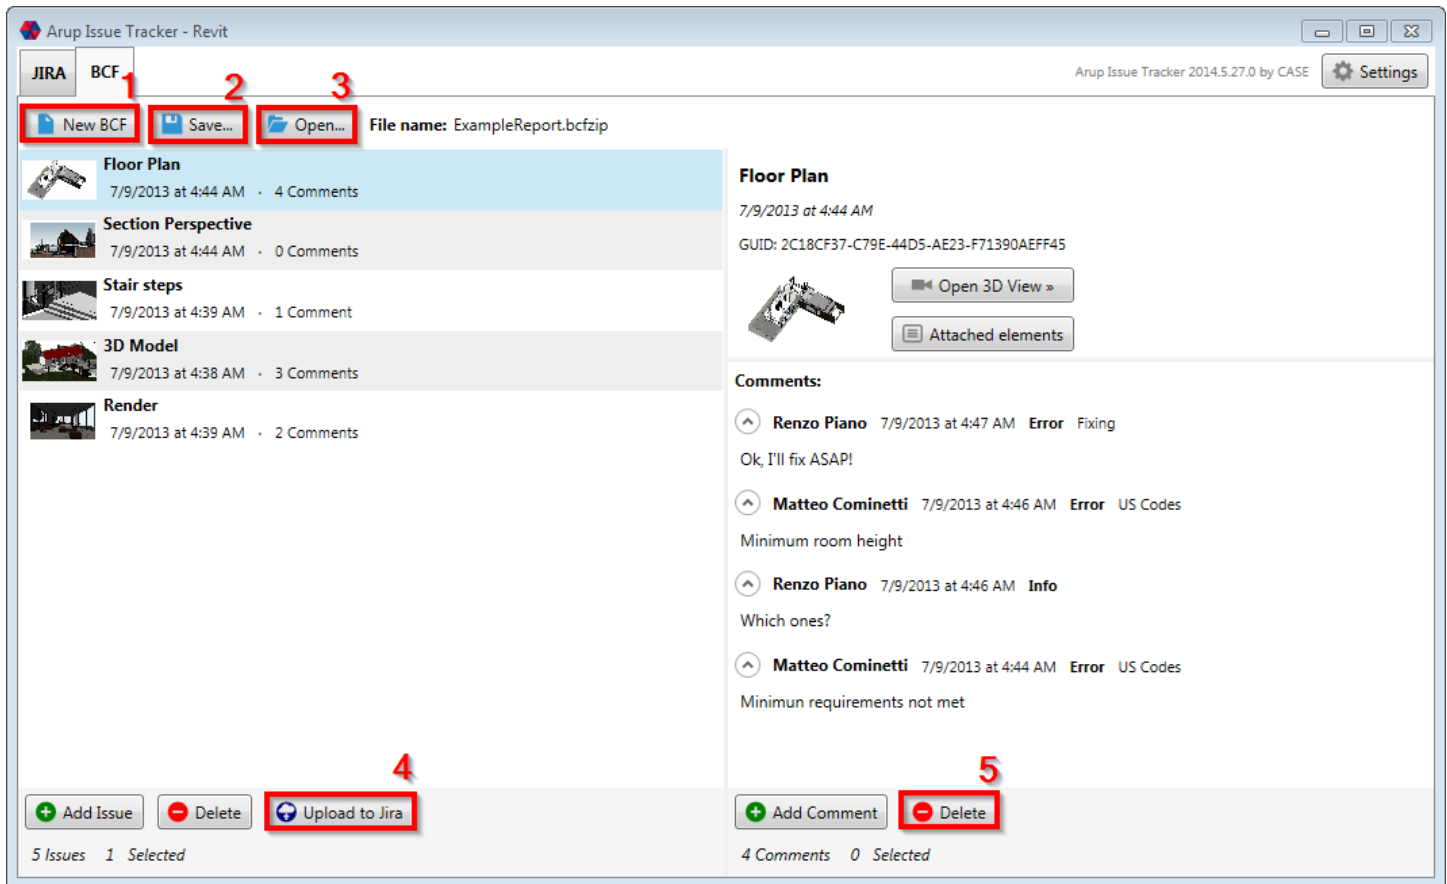 Arup Issue Tracker - Revit
JIRA BCF Arup Issue Tracker 2014.5.27.0 by CASE Settings
1 2 3
New BCF Save... Open... File name: ExampleReport.bcfzip
Floor Plan
7/9/2013 at 4:44 AM · 4 Comments
Section Perspective
7/9/2013 at 4:44 AM · 0 Comments
Stair steps
7/9/2013 at 4:39 AM · 1 Comment
3D Model
7/9/2013 at 4:38 AM · 3 Comments
Render
7/9/2013 at 4:39 AM · 2 Comments
4
Add Issue Delete Upload to Jira
5 Issues 1 Selected
Floor Plan
7/9/2013 at 4:44 AM
GUID: 2C18CF37-C79E-44D5-AE23-F71390AEFF45
Open 3D View »
Attached elements
Comments:
Renzo Piano 7/9/2013 at 4:47 AM Error Fixing
Ok, I'll fix ASAP!
Matteo Cominetti 7/9/2013 at 4:46 AM Error US Codes
Minimum room height
Renzo Piano 7/9/2013 at 4:46 AM Info
Which ones?
Matteo Cominetti 7/9/2013 at 4:44 AM Error US Codes
Minimun requirements not met
5
Add Comment Delete
4 Comments 0 Selected